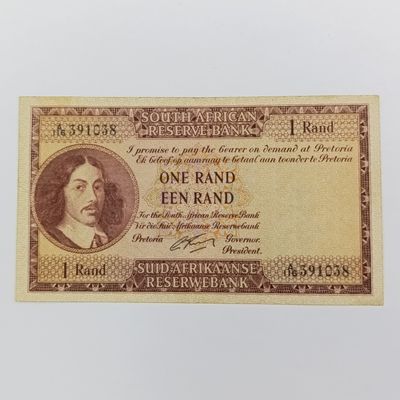 SOUTH AFRICAN
RESERVE BANK
391038
1 Rand
I promise to pay the bearer on demand at Pretoria
Ek beloof op aanvraag te betaal aan toonder te Pretoria
ONE RAND
EEN RAND
For the South African Reserve Bank
Vir die Suid-Afrikaanse Reserwebank
Pretoria
Governor.
President.
1 Rand
391038
SUID-AFRIKAANSE
RESERWEBANK